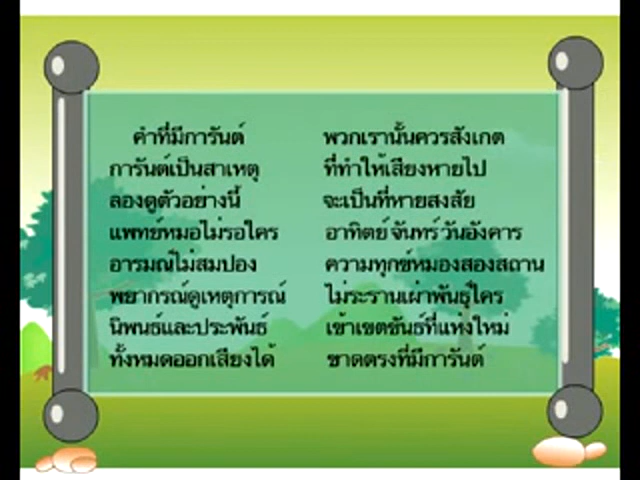 คำที่มีการันต์ พวกเรานั้นควรสังเกต
การันต์เป็นสาเหตุ ที่ทำให้เสียงหายไป
ลองดูตัวอย่างนี้ จะเป็นที่หายสงสัย
แพทย์หมอไม่รอใคร อาทิตย์ จันทร์ วันอังคาร
อารมณ์ไม่สมปอง ความทุกข์หมองสองสถาน
พยากรณ์ดูเหตุการณ์ ไม่ระรานเผ่าพันธุ์ใคร
นิพนธ์และประพันธ์ เข้าเขตขันธ์ที่แห่งใหม่
ทั้งหมดออกเสียงได้ ขาดตรงที่มีการันต์